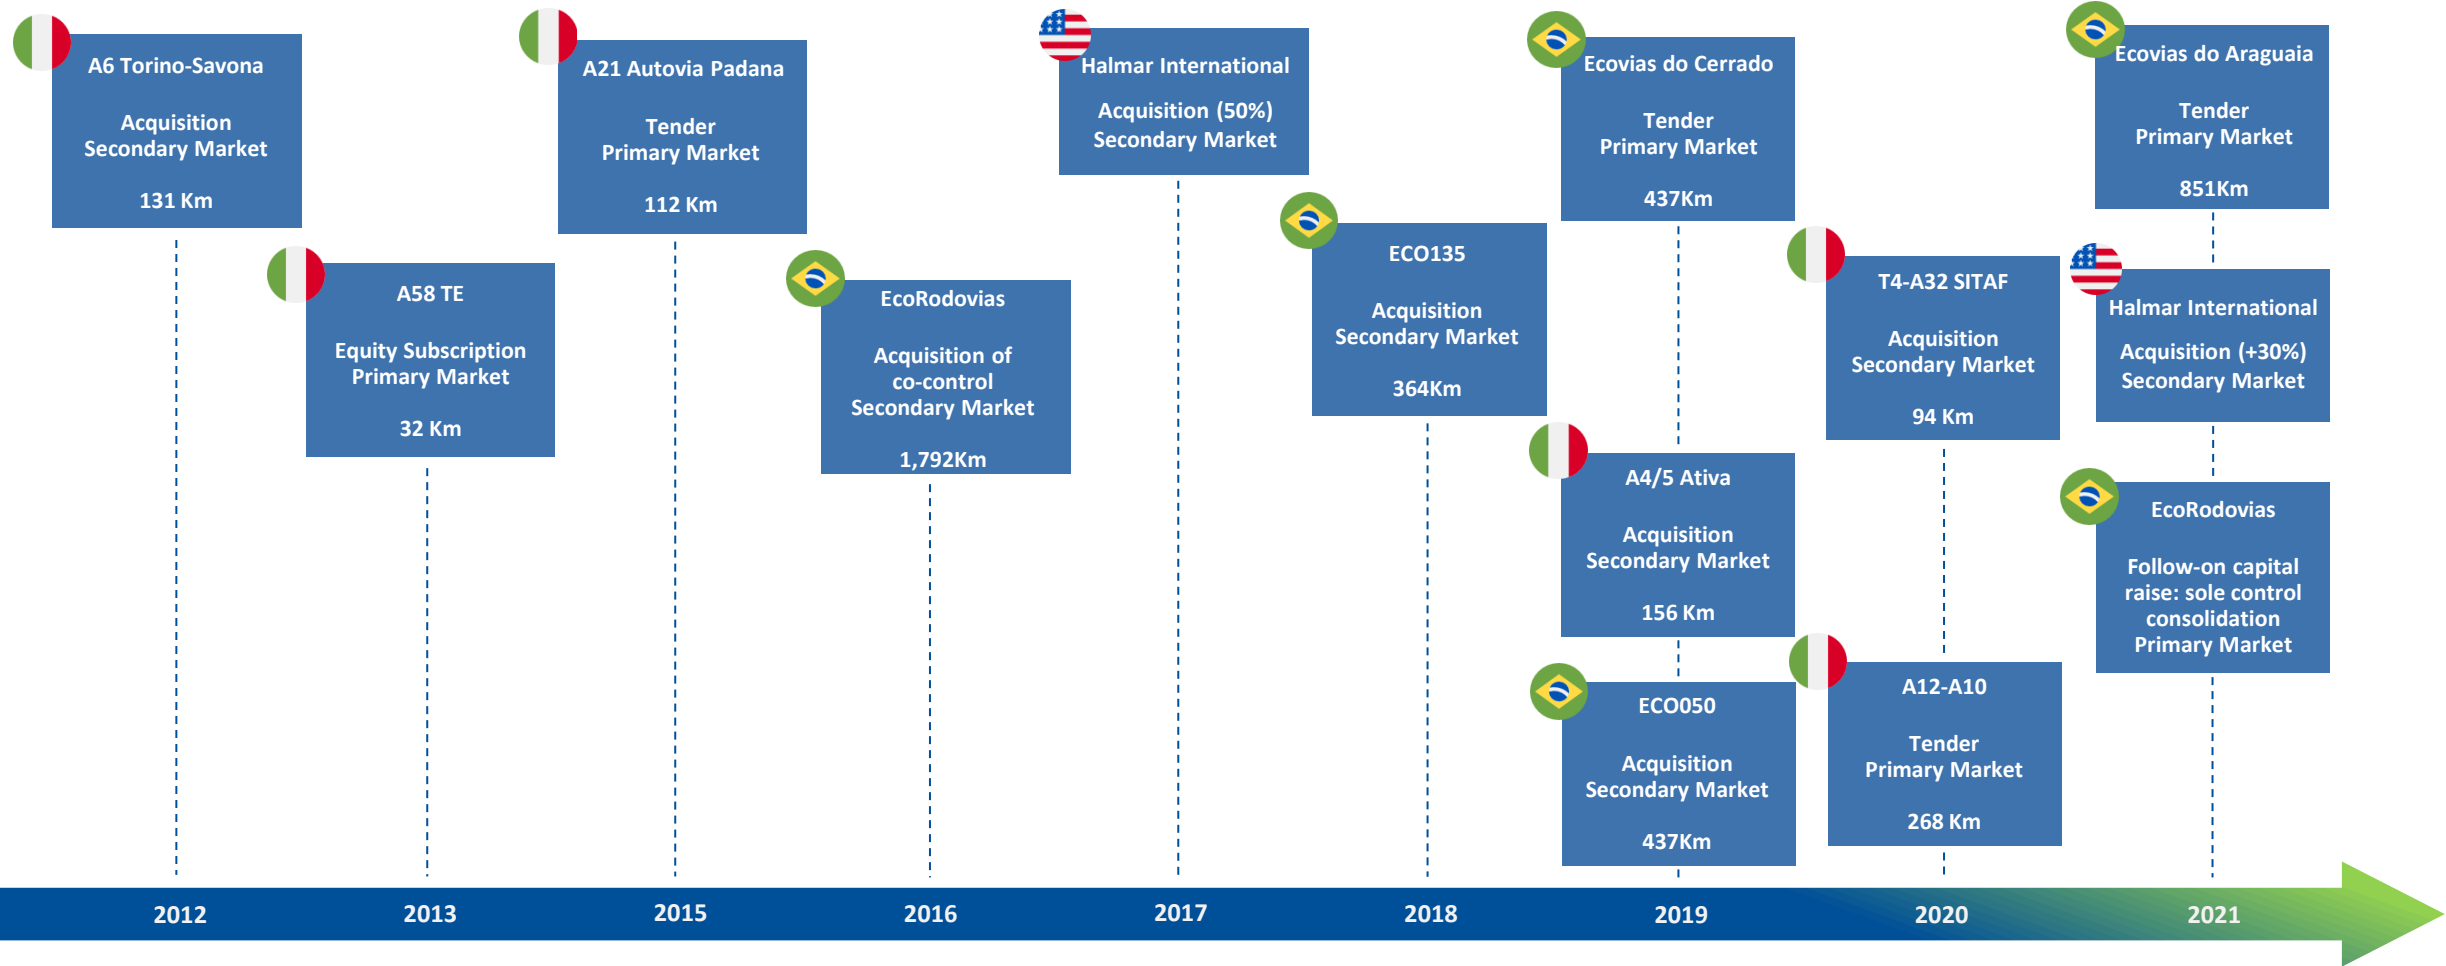 A6 Torino-Savona
Acquisition
Secondary Market
131 Km
A58 TE
Equity Subscription
Primary Market
32 Km
A21 Autovia Padana
Tender
Primary Market
112 Km
EcoRodovias
Acquisition of
co-control
Secondary Market
1,792Km
Halmar International
Acquisition (50%)
Secondary Market
ECO135
Acquisition
Secondary Market
364Km
Ecovias do Cerrado
Tender
Primary Market
437Km
A4/5 Ativa
Acquisition
Secondary Market
156 Km
ECO050
Acquisition
Secondary Market
437Km
T4-A32 SITAF
Acquisition
Secondary Market
94 Km
A12-A10
Tender
Primary Market
268 Km
Ecovias do Araguaia
Tender
Primary Market
851Km
Halmar International
Acquisition (+30%)
Secondary Market
EcoRodovias
Follow-on capital
raise: sole control
consolidation
Primary Market
2012
2013
2015
2016
2017
2018
2019
2020
2021